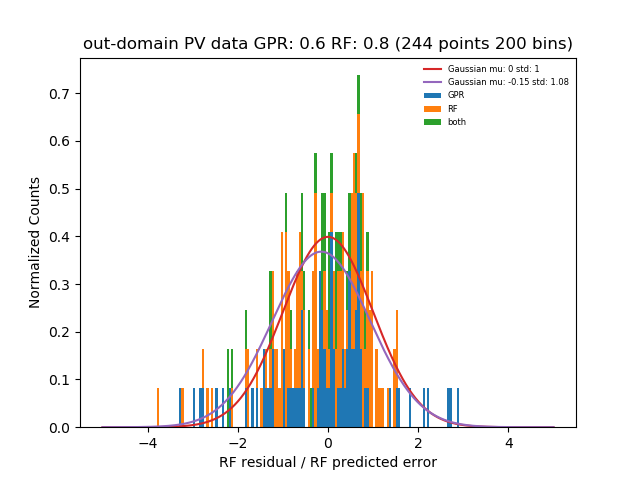 out-domain PV data GPR: 0.6 RF: 0.8 (244 points 200 bins)
Gaussian mu: 0 std: 1
Gaussian mu: -0.15 std: 1.08
GPR
RF
both
Normalized Counts
0.7
0.6
0.5
0.4
0.3
0.2
0.1
0.0
−4 −2 0 2 4
RF residual / RF predicted error